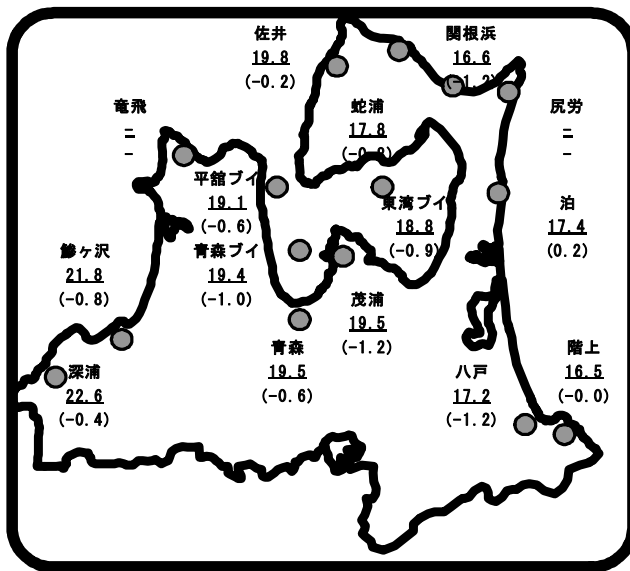 佐井
19.8
(-0.2)
関根浜
16.6
(-1.2)
竜飛
-
-
蛇浦
17.8
(-0.8)
尻労
-
-
平舘ブイ
19.1
(-0.6)
東湾ブイ
18.8
(-0.9)
泊
17.4
(0.2)
鰺ヶ沢
21.8
(-0.8)
青森ブイ
19.4
(-1.0)
茂浦
19.5
(-1.2)
青森
19.5
(-0.6)
深浦
22.6
(-0.4)
八戸
17.2
(-1.2)
階上
16.5
(-0.0)